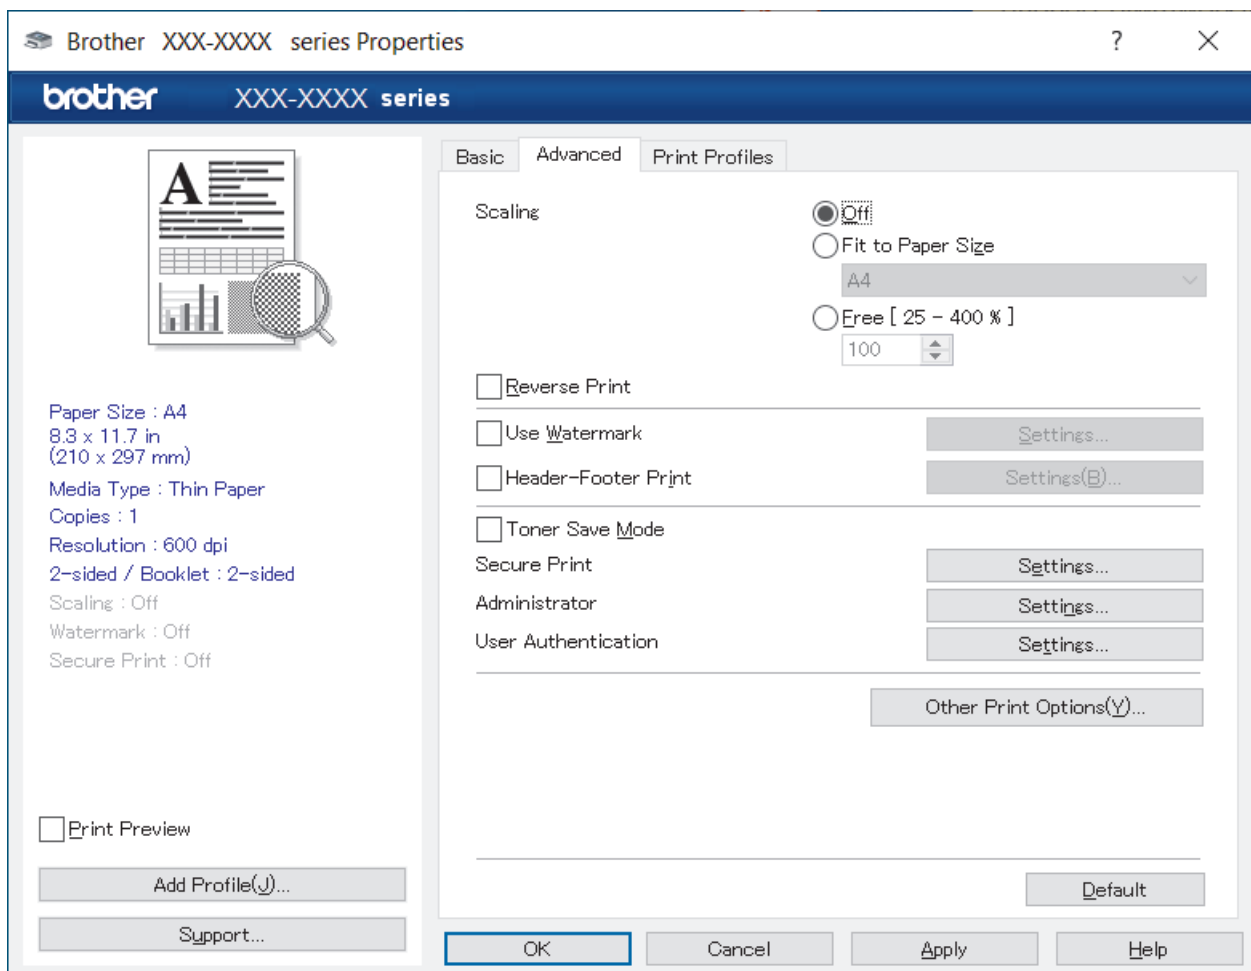 Brother XXX-XXXX series Properties
?
brother XXX-XXXX series
A
Paper Size : A4
8.3 x 11.7 in
(210 x 297 mm)
Media Type : Thin Paper
Copies : 1
Resolution : 600 dpi
2-sided / Booklet : 2-sided
Scaling : Off
Watermark : Off
Secure Print : Off
Print Preview
Add Profile(J)...
Support...
Basic
Advanced
Print Profiles
Scaling
Off
Fit to Paper Size
A4
Free [ 25 - 400 % ]
100
Reverse Print
Use Watermark Settings...
Header-Footer Print Settings(B)...
Toner Save Mode
Secure Print Settings...
Administrator Settings...
User Authentication Settings...
Other Print Options(Y)...
Default
OK
Cancel
Apply
Help